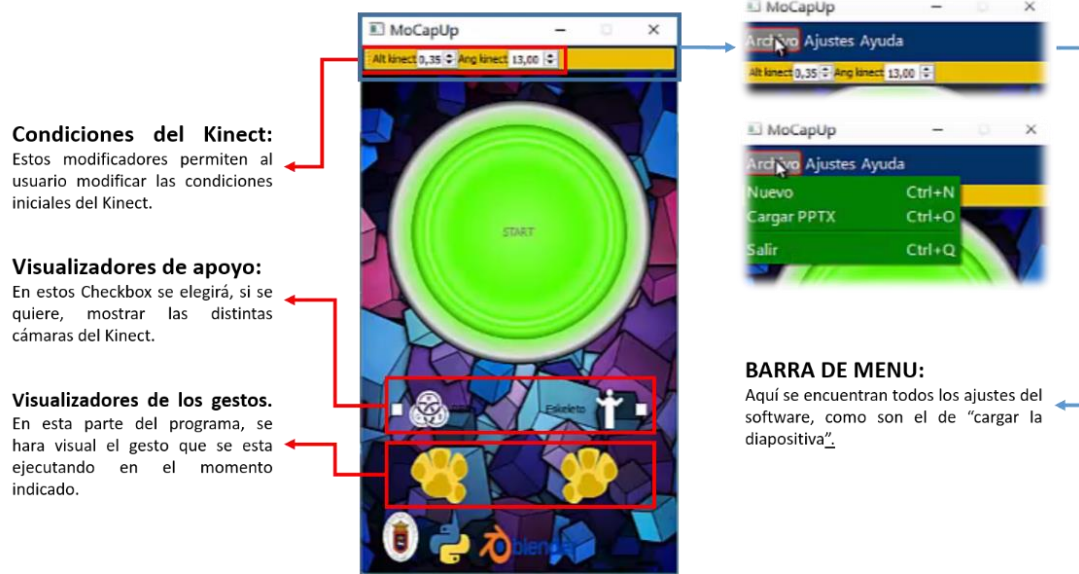 Condiciones del Kinect:
Estos modificadores permiten al
usuario modificar las condiciones
iniciales del Kinect.
Visualizadores de apoyo:
En estos Checkbox se elegirá, si se
quiere, mostrar las distintas
cámaras del Kinect.
Visualizadores de los gestos.
En esta parte del programa, se
hara visual el gesto que se esta
ejecutando en el momento
indicado.
MoCapUp
Alt kinect 0,35 Ang kinect 13,00
START
Eskeleto
blender
MoCapUp
Archivo Ajustes Ayuda
Alt kinect 0,35 Ang kinect 13,00
MoCapUp
Archivo Ajustes Ayuda
Nuevo Ctrl+N
Cargar PPTX Ctrl+O
Salir Ctrl+Q
BARRA DE MENU:
Aquí se encuentran todos los ajustes del
software, como son el de “cargar la
diapositiva”.